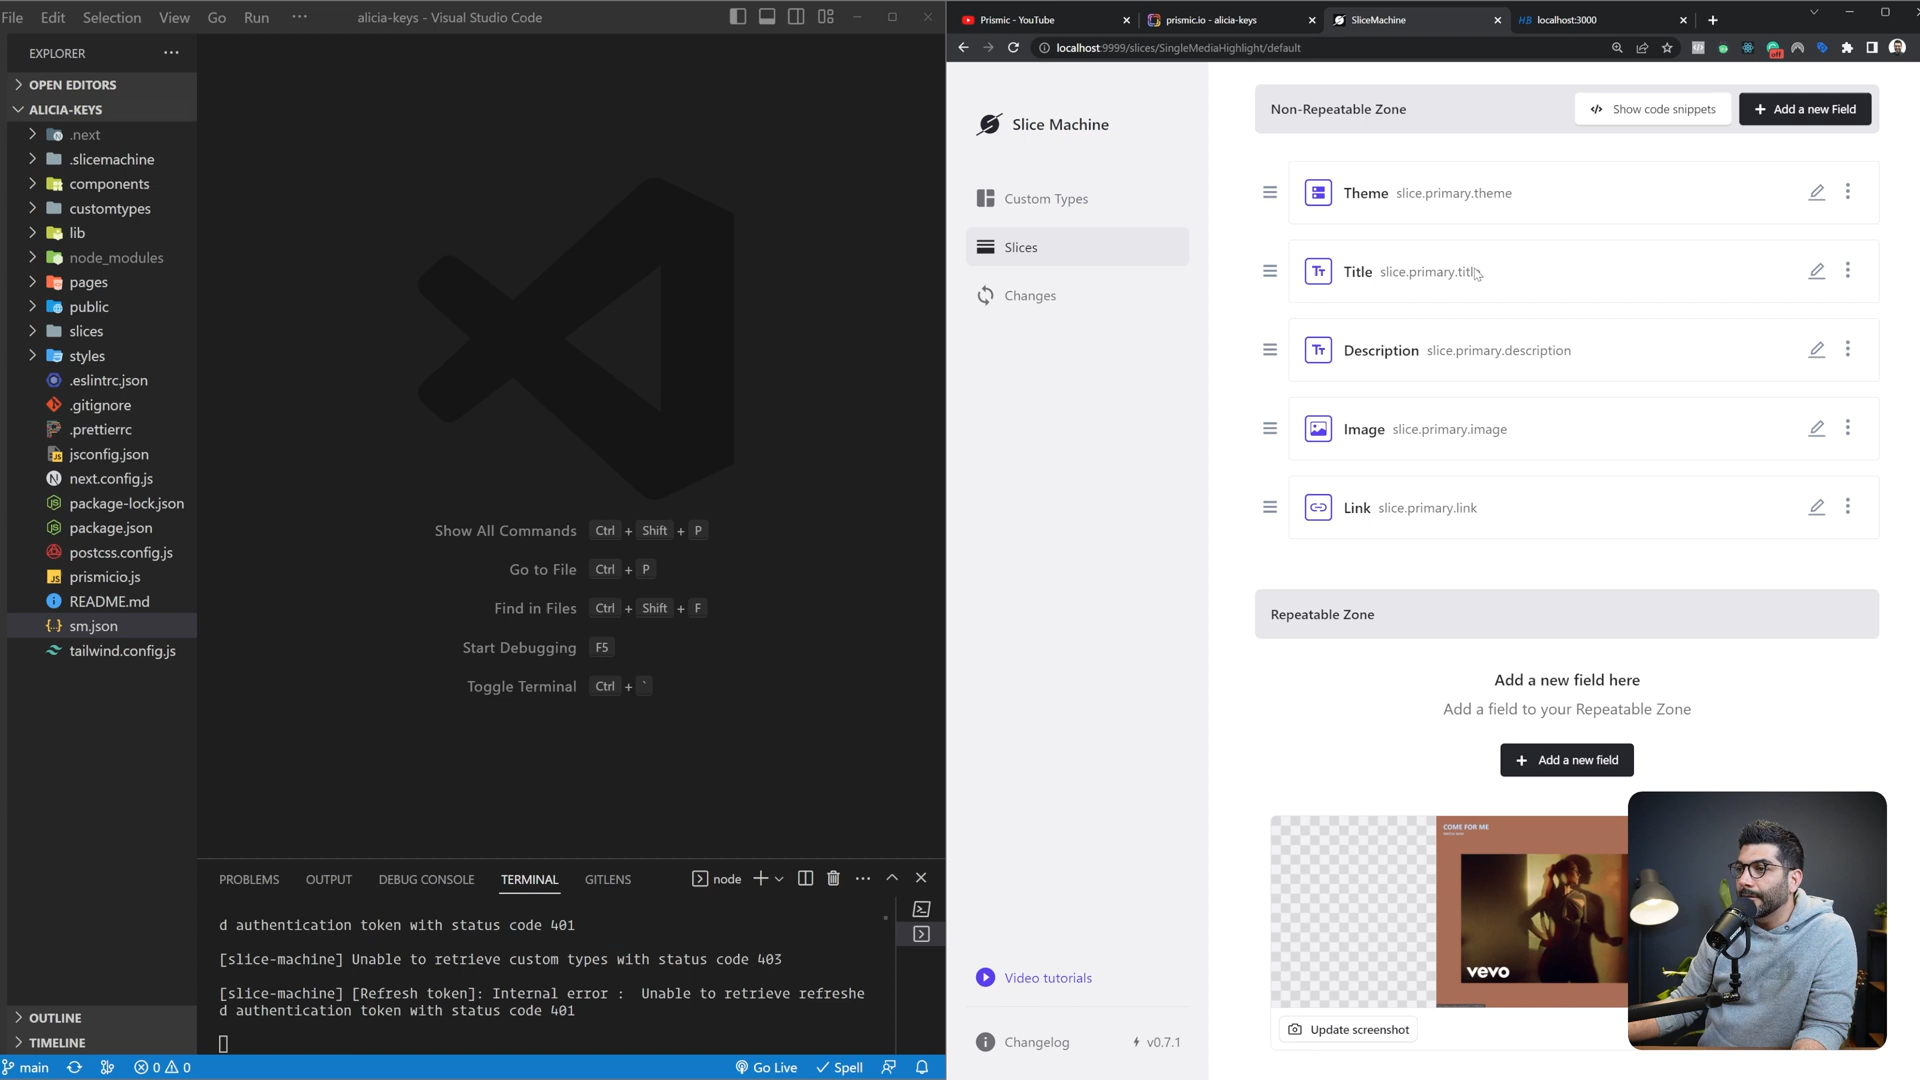 File Edit Selection View Go Run ··· alicia-keys - Visual Studio Code
EXPLORER
OPEN EDITORS
ALICIA-KEYS
.next
.slicemachine
components
customtypes
lib
node_modules
pages
public
slices
styles
.eslintrc.json
.gitignore
.prettierrc
jsconfig.json
next.config.js
package-lock.json
package.json
postcss.config.js
prismicio.js
README.md
sm.json
tailwind.config.js
OUTLINE
TIMELINE
Show All Commands Ctrl + Shift + P
Go to File Ctrl + P
Find in Files Ctrl + Shift + F
Start Debugging F5
Toggle Terminal Ctrl + `
PROBLEMS OUTPUT DEBUG CONSOLE TERMINAL GITLENS node
d authentication token with status code 401
[slice-machine] Unable to retrieve custom types with status code 403
[slice-machine] [Refresh token]: Internal error :  Unable to retrieve refreshe
d authentication token with status code 401
main 0 0 Go Live Spell
Prismic - YouTube prismic.io - alicia-keys SliceMachine HB localhost:3000
localhost:9999/slices/SingleMediaHighlight/default off
Slice Machine
Custom Types
Slices
Changes
Video tutorials
Changelog v0.7.1
Non-Repeatable Zone </> Show code snippets + Add a new Field
Theme slice.primary.theme
Tt Title slice.primary.title
Tt Description slice.primary.description
Image slice.primary.image
Link slice.primary.link
Repeatable Zone
Add a new field here
Add a field to your Repeatable Zone
+ Add a new field
COME FOR ME
vevo
Update screenshot